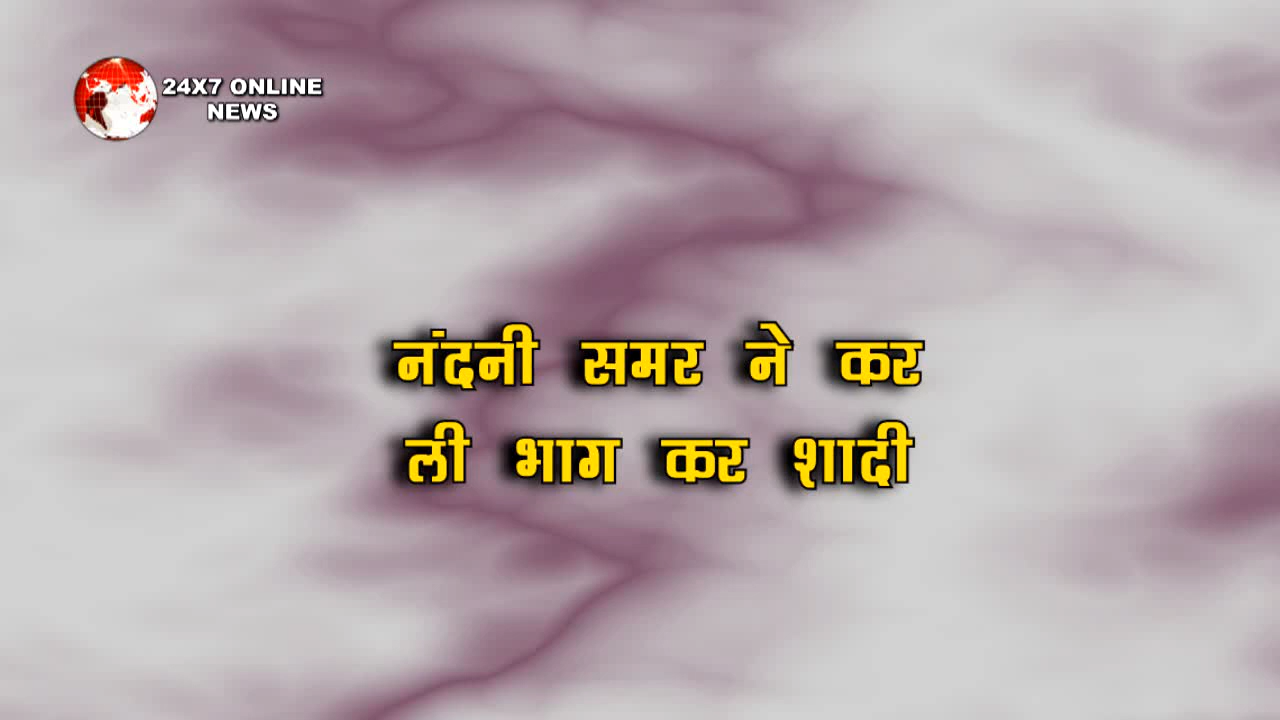 24X7 ONLINE
NEWS
नंदनी समर ने कर
ली भाग कर शादी